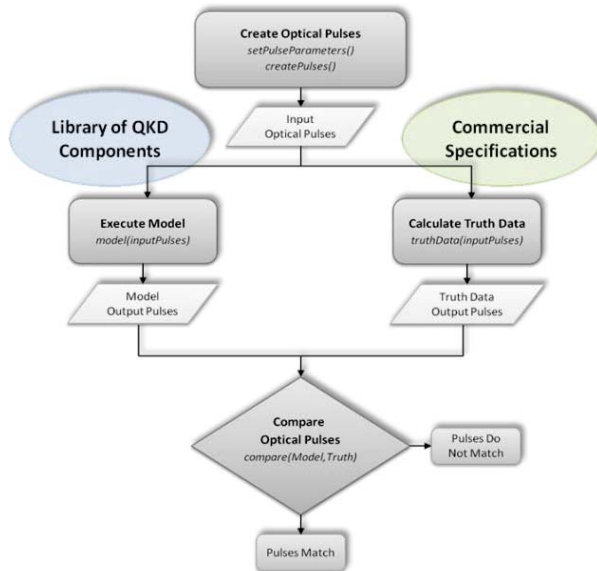 Create Optical Pulses
setPulseParameters()
createPulses()
Input
Optical Pulses
Library of QKD
Components
Commercial
Specifications
Execute Model
model(inputPulses)
Calculate Truth Data
truthData(inputPulses)
Model
Output Pulses
Truth Data
Output Pulses
Compare
Optical Pulses
compare(Model,Truth)
Pulses Do
Not Match
Pulses Match